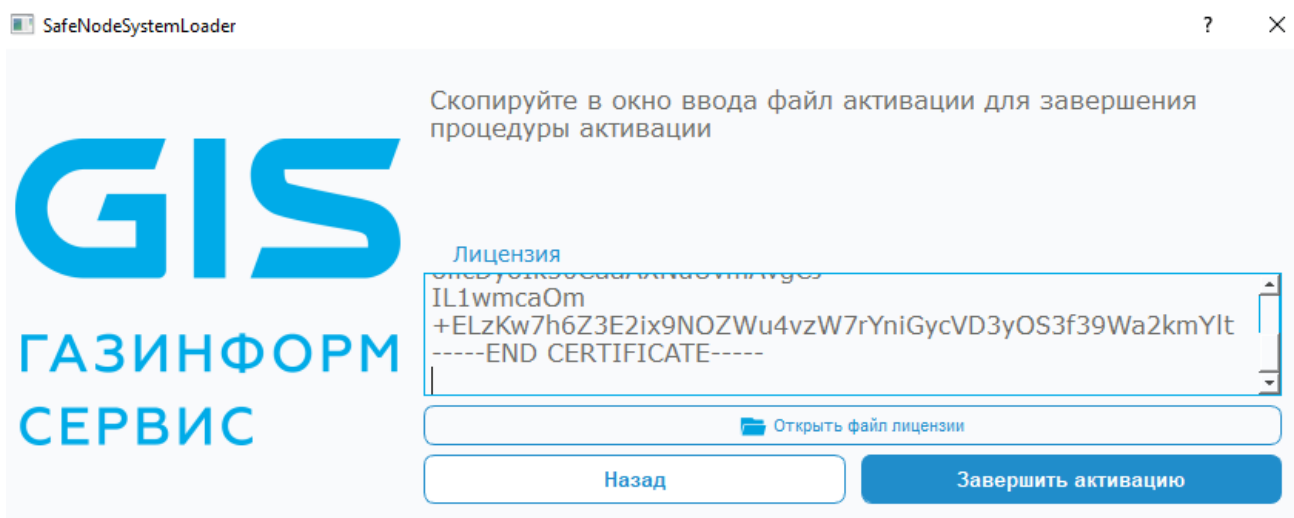 SafeNodeSystemLoader
?
GIS
ГАЗИНФОРМ
СЕРВИС
Скопируйте в окно ввода файл активации для завершения
процедуры активации
Лицензия
IL1wmcaOm
+ELzKw7h6Z3E2ix9NOZWu4vzW7rYniGycVD3yOS3f39Wa2kmYlt
-----END CERTIFICATE-----
Открыть файл лицензии
Назад
Завершить активацию